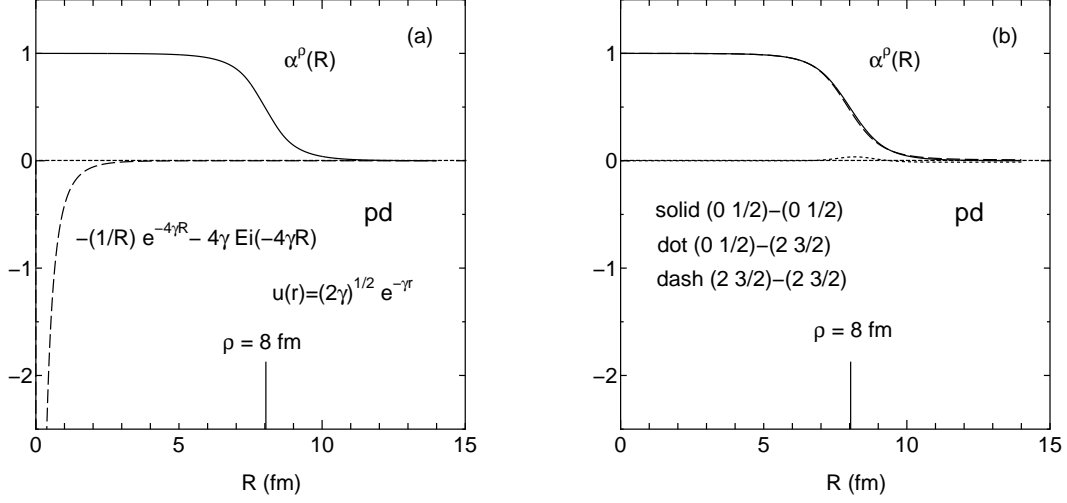 1
0
−1
−2
(a)
α^ρ(R)
pd
−(1/R) e^{−4γR}− 4γ Ei(−4γR)
u(r)=(2γ)^{1/2} e^{−γr}
ρ = 8 fm
0 5 10 15
R (fm)
1
0
−1
−2
(b)
α^ρ(R)
pd
solid (0 1/2)−(0 1/2)
dot (0 1/2)−(2 3/2)
dash (2 3/2)−(2 3/2)
ρ = 8 fm
0 5 10 15
R (fm)